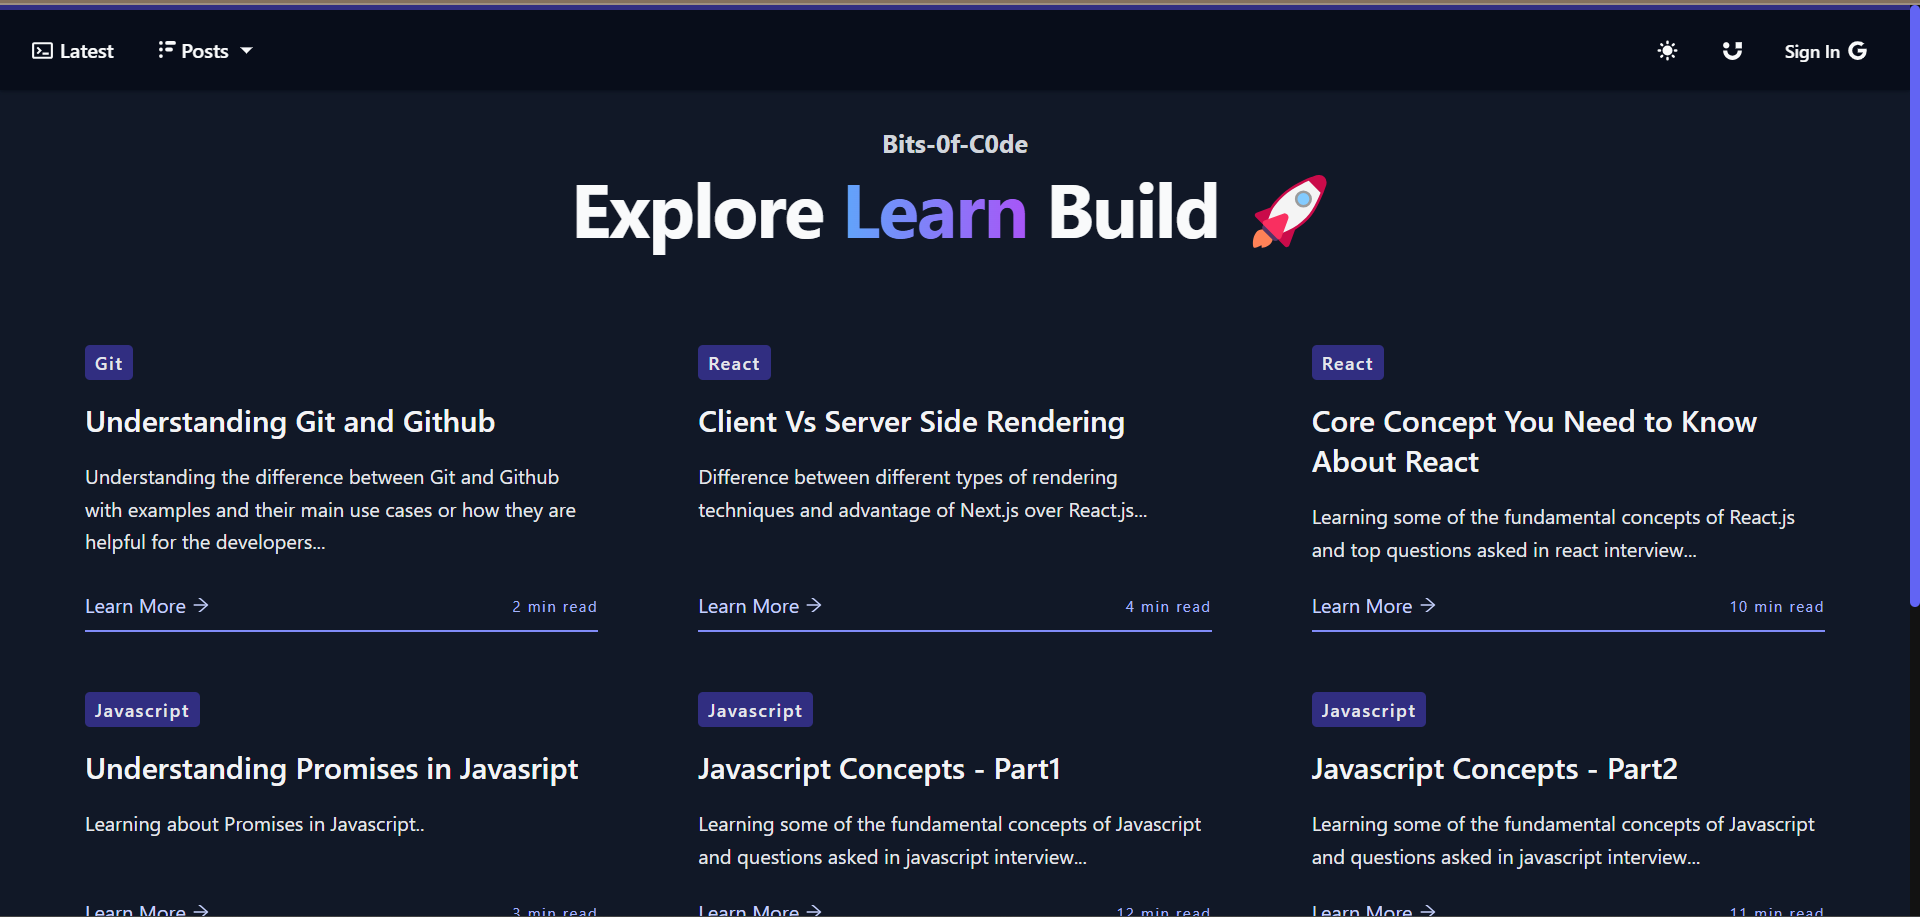 Latest
Posts
Sign In
Bits-0f-C0de
Explore Learn Build
Git
Understanding Git and Github
Understanding the difference between Git and Github
with examples and their main use cases or how they are
helpful for the developers...
Learn More → 2 min read
React
Client Vs Server Side Rendering
Difference between different types of rendering
techniques and advantage of Next.js over React.js...
Learn More → 4 min read
React
Core Concept You Need to Know
About React
Learning some of the fundamental concepts of React.js
and top questions asked in react interview...
Learn More → 10 min read
Javascript
Understanding Promises in Javasript
Learning about Promises in Javascript..
Learn More → 3 min read
Javascript
Javascript Concepts - Part1
Learning some of the fundamental concepts of Javascript
and questions asked in javascript interview...
Learn More → 12 min read
Javascript
Javascript Concepts - Part2
Learning some of the fundamental concepts of Javascript
and questions asked in javascript interview...
Learn More → 11 min read